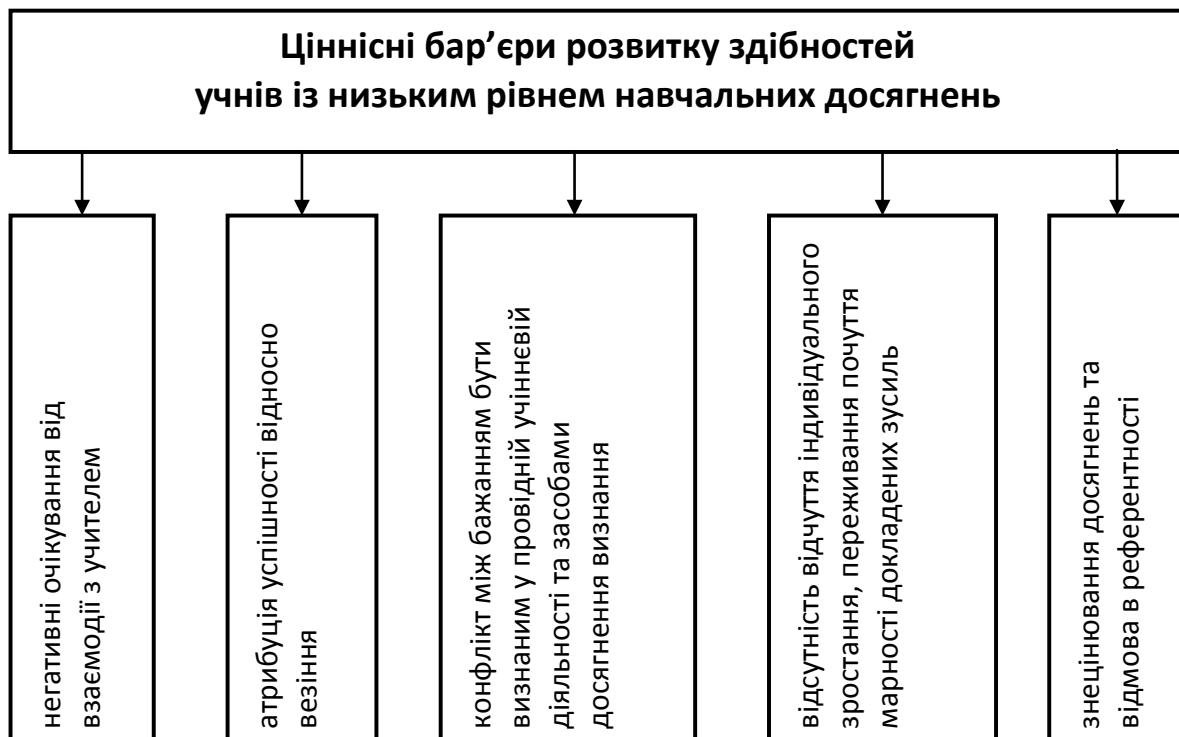 Ціннісні бар’єри розвитку здібностей
учнів із низьким рівнем навчальних досягнень
негативні очікування від
взаємодії з учителем
атрибуція успішності відносно
везіння
конфлікт між бажанням бути
визнаним у провідній учіннєвій
діяльності та засобами
досягнення визнання
відсутність відчуття індивідуального
зростання, переживання почуття
марності докладених зусиль
знецінювання досягнень та
відмова в референтності